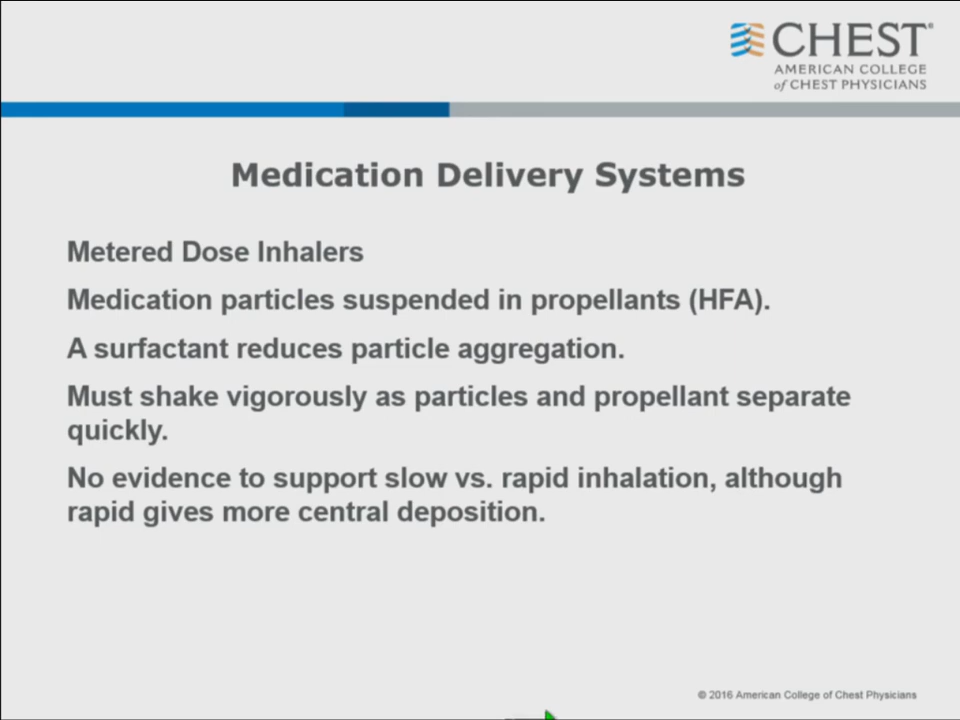 CHEST®
AMERICAN COLLEGE
of CHEST PHYSICIANS
Medication Delivery Systems
Metered Dose Inhalers
Medication particles suspended in propellants (HFA).
A surfactant reduces particle aggregation.
Must shake vigorously as particles and propellant separate
quickly.
No evidence to support slow vs. rapid inhalation, although
rapid gives more central deposition.
© 2016 American College of Chest Physicians